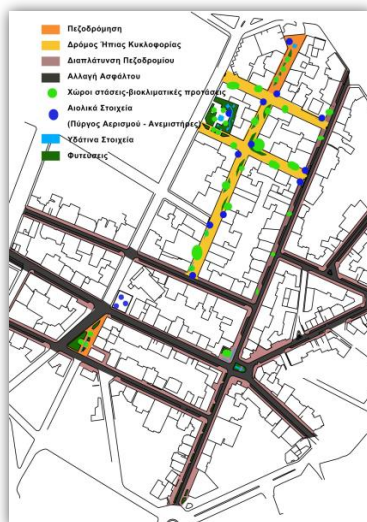 Πεζοδρόμηση
Δρόμος Ήπιας Κυκλοφορίας
Διαπλάτυνση Πεζοδρομίου
Αλλαγή Ασφάλτου
Χώροι στάσεις-βιοκλιματικές προτάσεις
Αιολικά Στοιχεία
(Πύργος Αερισμού - Ανεμιστήρες)
Υδάτινα Στοιχεία
Φυτεύσεις